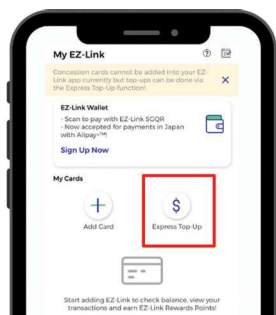 My EZ-Link
Concession cards cannot be added into your EZ-
Link app currently but top-ups can be done via
the Express Top-Up function!
EZ-Link Wallet
- Scan to pay with EZ-Link SGQR
- Now accepted for payments in Japan
with Alipay+™!
Sign Up Now
My Cards
Add Card
Express Top-Up
Start adding EZ-Link to check balance, view your
transactions and earn EZ-Link Rewards Points!